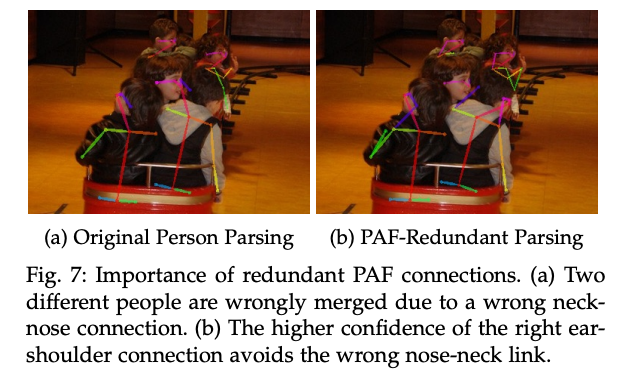 (a) Original Person Parsing
(b) PAF-Redundant Parsing
Fig. 7: Importance of redundant PAF connections. (a) Two
different people are wrongly merged due to a wrong neck-
nose connection. (b) The higher confidence of the right ear-
shoulder connection avoids the wrong nose-neck link.